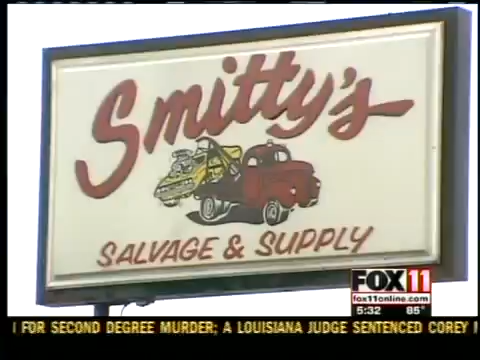 Smitty's
SALVAGE & SUPPLY
FOX 11
fox11online.com
5:32 85°
FOR SECOND DEGREE MURDER; A LOUISIANA JUDGE SENTENCED COREY